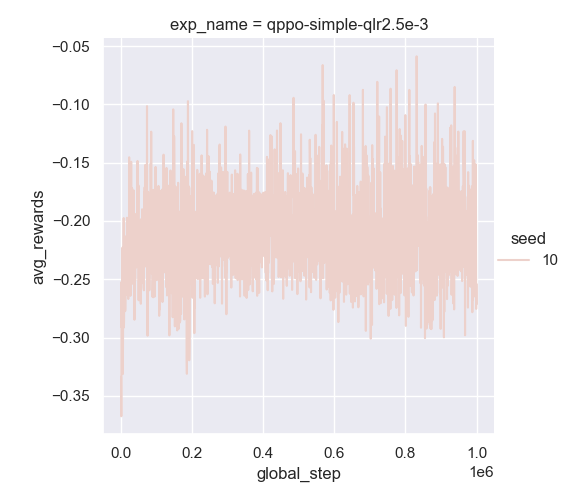 exp_name = qppo-simple-qlr2.5e-3
−0.05
−0.10
−0.15
−0.20
−0.25
−0.30
−0.35
avg_rewards
0.0 0.2 0.4 0.6 0.8 1.0
1e6
global_step
seed
10